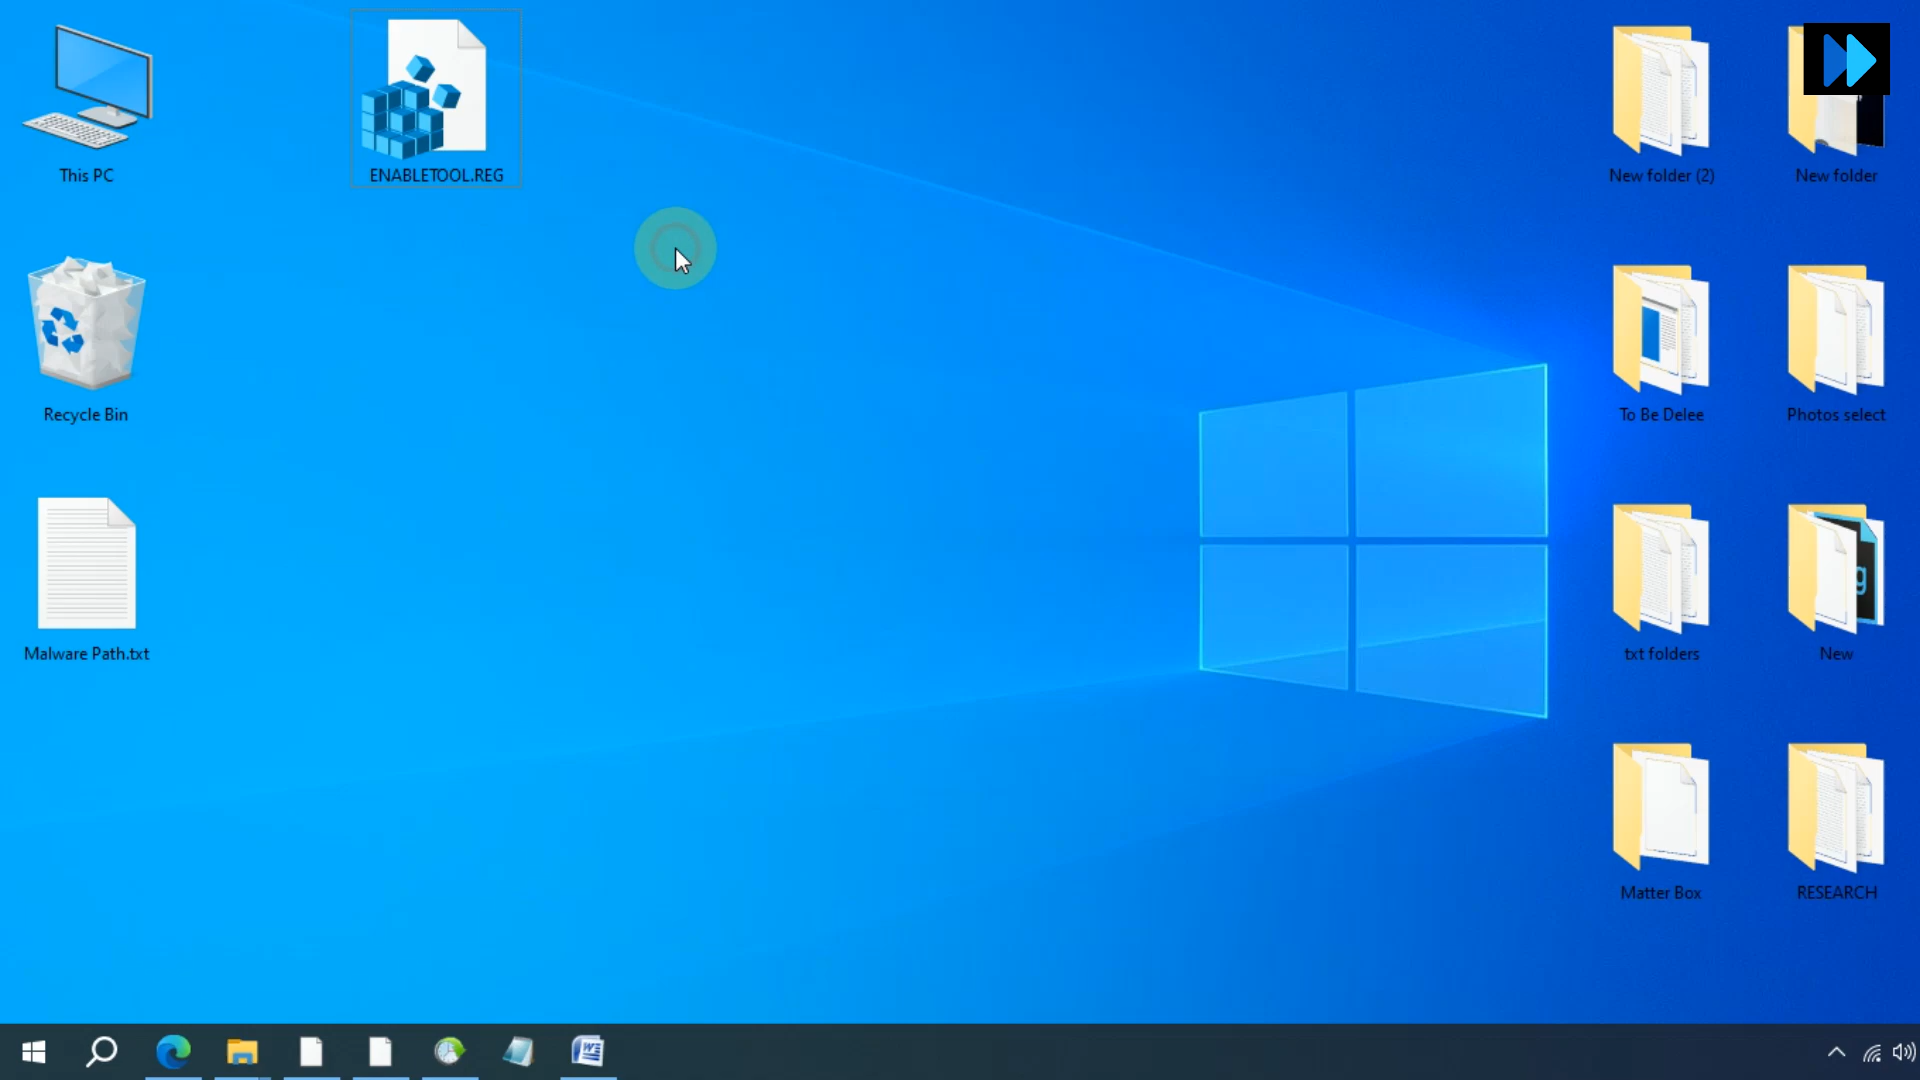 This PC
ENABLETOOL.REG
New folder (2)
New folder
Recycle Bin
To Be Delee
Photos select
Malware Path.txt
txt folders
New
Matter Box
RESEARCH